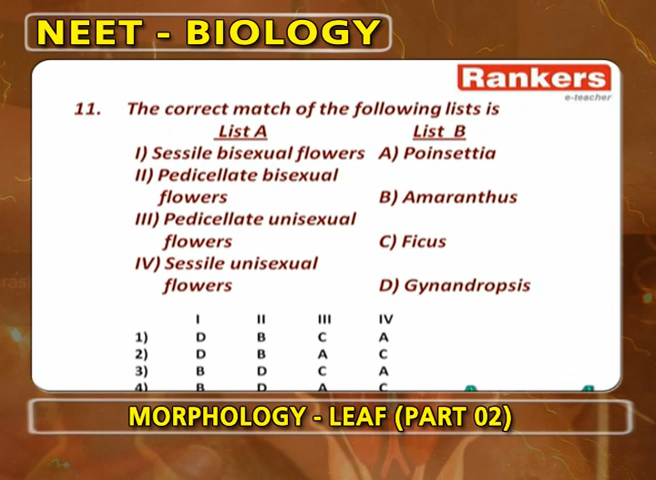 NEET - BIOLOGY
Rankers
e-teacher
11. The correct match of the following lists is
List A List B
I) Sessile bisexual flowers A) Poinsettia
II) Pedicellate bisexual
flowers B) Amaranthus
III) Pedicellate unisexual
flowers C) Ficus
IV) Sessile unisexual
flowers D) Gynandropsis
I II III IV
1) D B C A
2) D B A C
3) B D C A
4) B D A C
MORPHOLOGY - LEAF (PART 02)